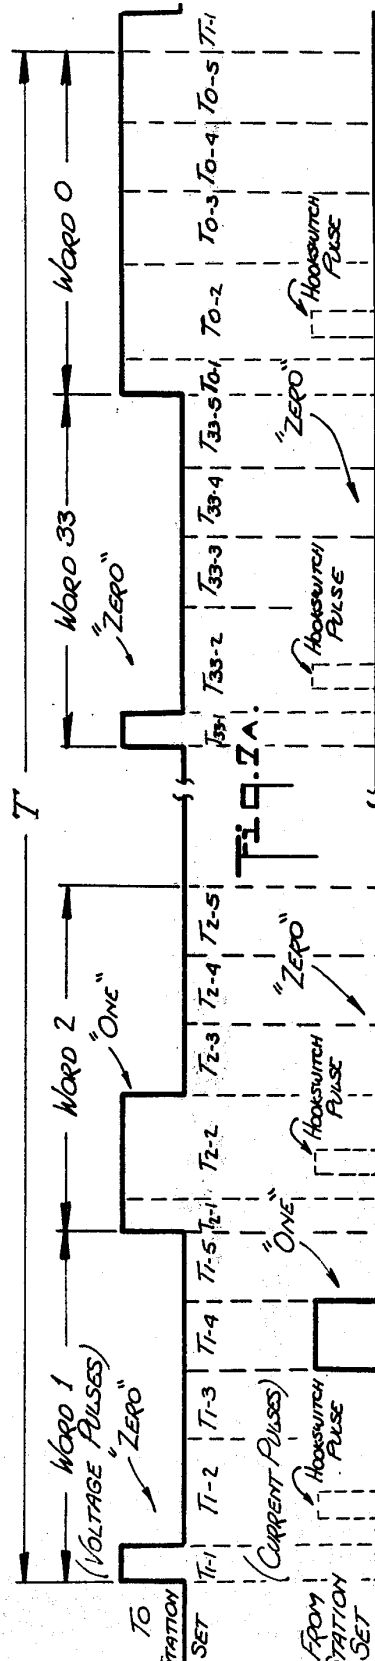 T
WORD 1
(VOLTAGE PULSES)
"ZERO"
WORD 2
"ONE"
WORD 33
"ZERO"
WORD 0
TO
STATION
SET
T1-1 T1-2 T1-3 T1-4 T1-5 T2-1 T2-2 T2-3 T2-4 T2-5 T33-1 T33-2 T33-3 T33-4 T33-5 T0-1 T0-2 T0-3 T0-4 T0-5 T1-1
Fig. 7A.
(CURRENT PULSES)
FROM
STATION
SET
HOOKSWITCH
PULSE
"ONE"
HOOKSWITCH
PULSE
"ZERO"
HOOKSWITCH
PULSE
"ZERO"
HOOKSWITCH
PULSE